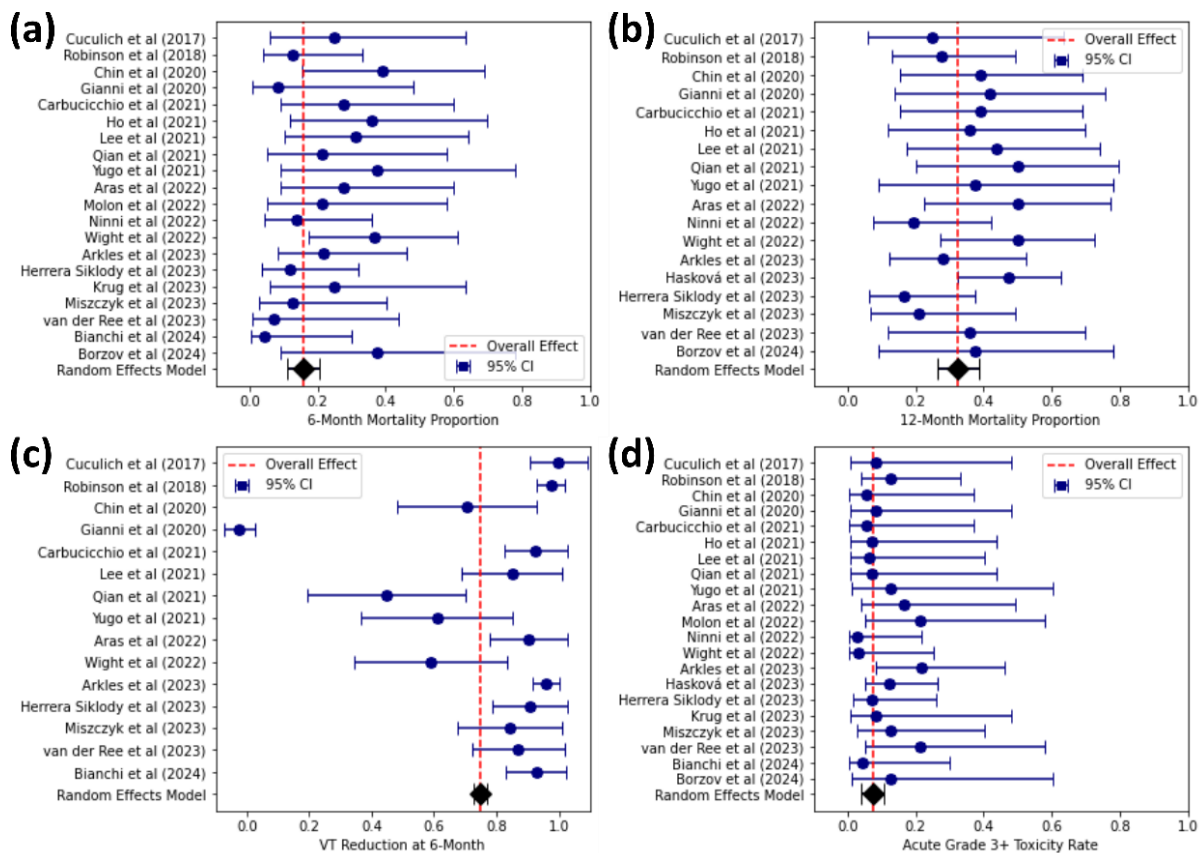 (a)
Cuculich et al (2017)
Robinson et al (2018)
Chin et al (2020)
Gianni et al (2020)
Carbucicchio et al (2021)
Ho et al (2021)
Lee et al (2021)
Qian et al (2021)
Yugo et al (2021)
Aras et al (2022)
Molon et al (2022)
Ninni et al (2022)
Wight et al (2022)
Arkles et al (2023)
Herrera Siklody et al (2023)
Krug et al (2023)
Miszczyk et al (2023)
van der Ree et al (2023)
Bianchi et al (2024)
Borzov et al (2024)
Random Effects Model
Overall Effect
95% CI
0.0 0.2 0.4 0.6 0.8 1.0
6-Month Mortality Proportion
(b)
Cuculich et al (2017)
Robinson et al (2018)
Chin et al (2020)
Gianni et al (2020)
Carbucicchio et al (2021)
Ho et al (2021)
Lee et al (2021)
Qian et al (2021)
Yugo et al (2021)
Aras et al (2022)
Ninni et al (2022)
Wight et al (2022)
Arkles et al (2023)
Hasková et al (2023)
Herrera Siklody et al (2023)
Miszczyk et al (2023)
van der Ree et al (2023)
Borzov et al (2024)
Random Effects Model
Overall Effect
95% CI
0.0 0.2 0.4 0.6 0.8 1.0
12-Month Mortality Proportion
(c)
Cuculich et al (2017)
Robinson et al (2018)
Chin et al (2020)
Gianni et al (2020)
Carbucicchio et al (2021)
Lee et al (2021)
Qian et al (2021)
Yugo et al (2021)
Aras et al (2022)
Wight et al (2022)
Arkles et al (2023)
Herrera Siklody et al (2023)
Miszczyk et al (2023)
van der Ree et al (2023)
Bianchi et al (2024)
Random Effects Model
Overall Effect
95% CI
0.0 0.2 0.4 0.6 0.8 1.0
VT Reduction at 6-Month
(d)
Cuculich et al (2017)
Robinson et al (2018)
Chin et al (2020)
Gianni et al (2020)
Carbucicchio et al (2021)
Ho et al (2021)
Lee et al (2021)
Qian et al (2021)
Yugo et al (2021)
Aras et al (2022)
Molon et al (2022)
Ninni et al (2022)
Wight et al (2022)
Arkles et al (2023)
Hasková et al (2023)
Herrera Siklody et al (2023)
Krug et al (2023)
Miszczyk et al (2023)
van der Ree et al (2023)
Bianchi et al (2024)
Borzov et al (2024)
Random Effects Model
Overall Effect
95% CI
0.0 0.2 0.4 0.6 0.8 1.0
Acute Grade 3+ Toxicity Rate